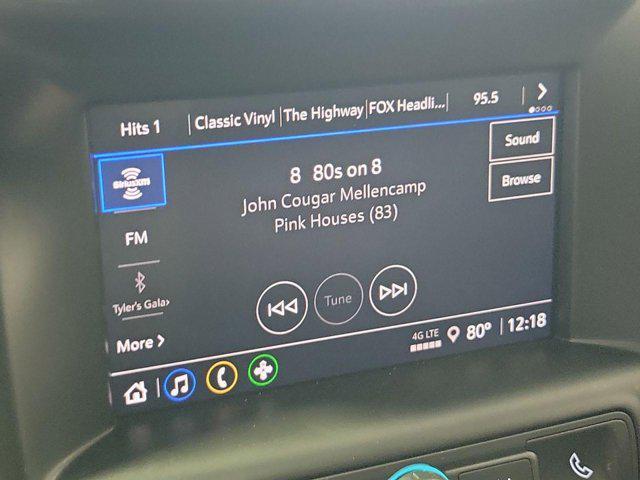 Hits 1 Classic Vinyl The Highway FOX Headli... 95.5
SiriusXM
8 80s on 8
John Cougar Mellencamp
Pink Houses (83)
Sound
Browse
FM
Tyler's Gala
More
Tune
4G LTE
80° 12:18